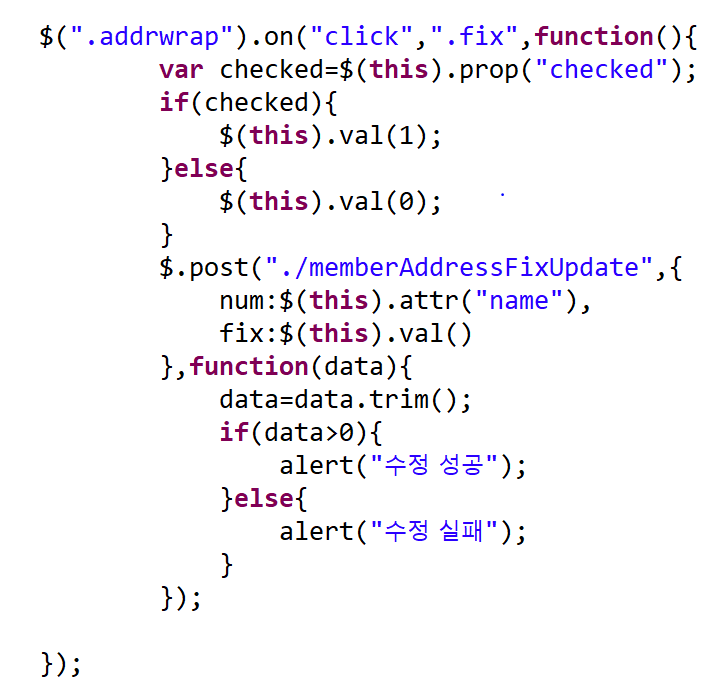 $(".addrwrap").on("click",".fix",function(){
var checked=$(this).prop("checked");
if(checked){
$(this).val(1);
}else{
$(this).val(0);
}
$.post("./memberAddressFixUpdate",{
num:$(this).attr("name"),
fix:$(this).val()
},function(data){
data=data.trim();
if(data>0){
alert("수정 성공");
}else{
alert("수정 실패");
}
});
});